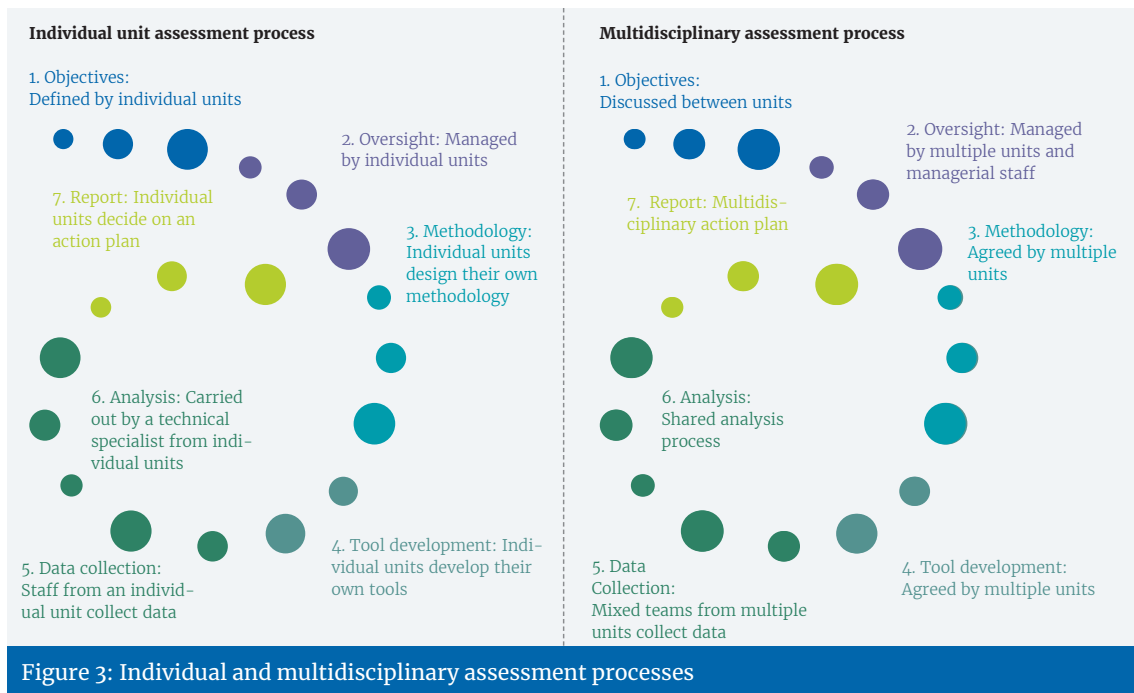 Individual unit assessment process
1. Objectives:
Defined by individual units
2. Oversight: Managed
by individual units
3. Methodology:
Individual units
design their own
methodology
4. Tool development: Indi-
vidual units develop their
own tools
5. Data collection:
Staff from an individ-
ual unit collect data
6. Analysis: Carried
out by a technical
specialist from indi-
vidual units
7. Report: Individual
units decide on an
action plan
Multidisciplinary assessment process
1. Objectives:
Discussed between units
2. Oversight: Managed
by multiple units and
managerial staff
3. Methodology:
Agreed by multiple
units
4. Tool development:
Agreed by multiple units
5. Data
Collection:
Mixed teams from multiple
units collect data
6. Analysis:
Shared analysis
process
7. Report: Multidis-
ciplinary action plan
Figure 3: Individual and multidisciplinary assessment processes